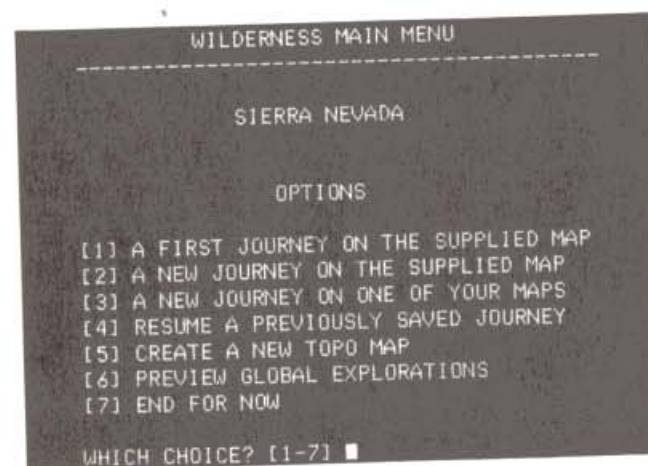 WILDERNESS MAIN MENU
----------------------------------------
SIERRA NEVADA
OPTIONS
[1] A FIRST JOURNEY ON THE SUPPLIED MAP
[2] A NEW JOURNEY ON THE SUPPLIED MAP
[3] A NEW JOURNEY ON ONE OF YOUR MAPS
[4] RESUME A PREVIOUSLY SAVED JOURNEY
[5] CREATE A NEW TOPO MAP
[6] PREVIEW GLOBAL EXPLORATIONS
[7] END FOR NOW
WHICH CHOICE? [1-7]